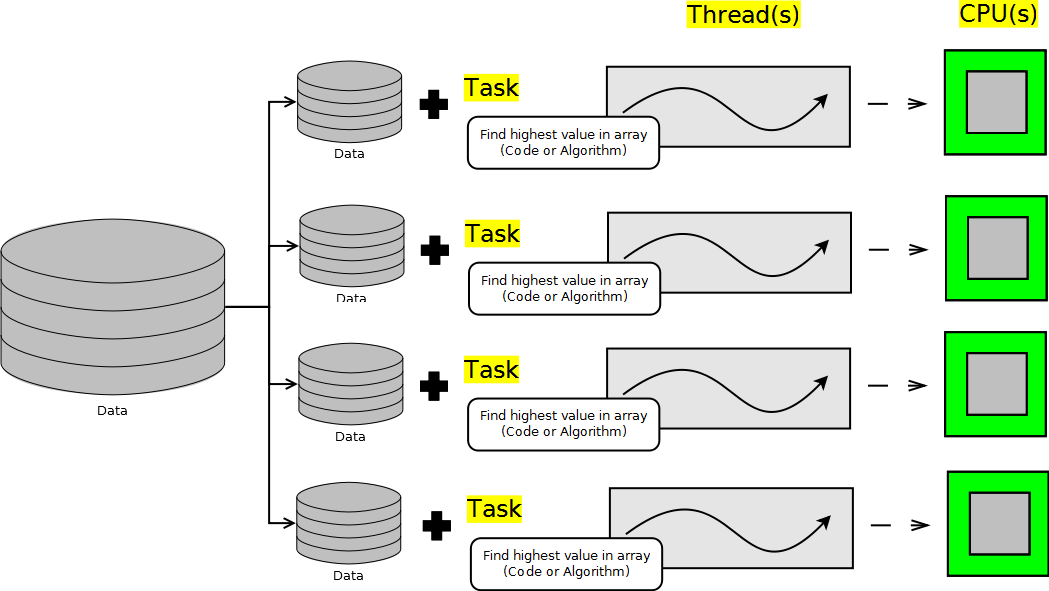 Thread(s)
CPU(s)
Task
Find highest value in array
(Code or Algorithm)
Data
Task
Find highest value in array
(Code or Algorithm)
Data
Task
Find highest value in array
(Code or Algorithm)
Data
Data
Task
Find highest value in array
(Code or Algorithm)
Data